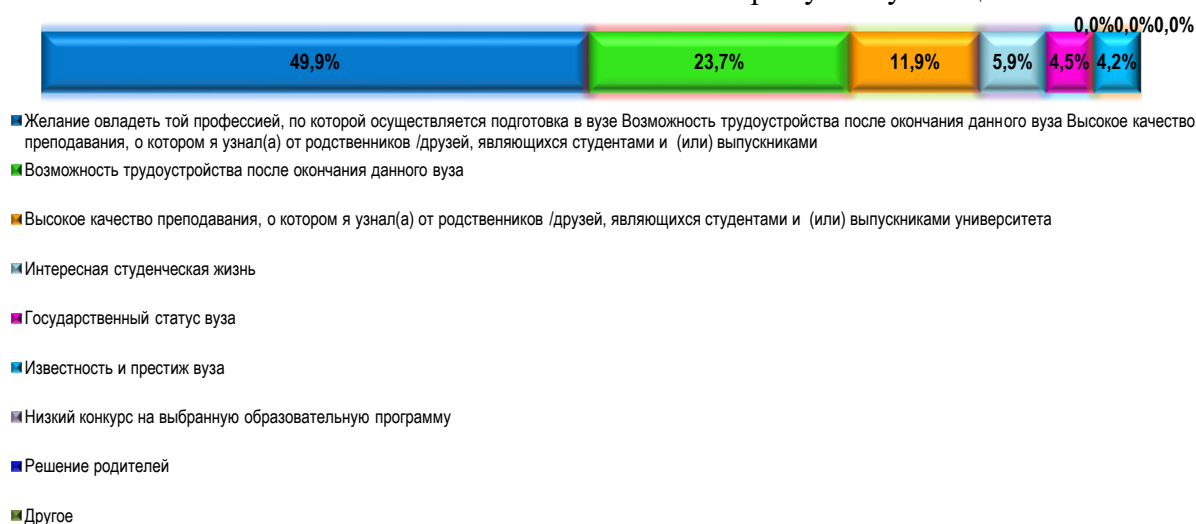 0,0%0,0%0,0%
49,9% 23,7% 11,9% 5,9% 4,5% 4,2%
Желание овладеть той профессией, по которой осуществляется подготовка в вузе Возможность трудоустройства после окончания данного вуза Высокое качество
преподавания, о котором я узнал(а) от родственников /друзей, являющихся студентами и (или) выпускниками
Возможность трудоустройства после окончания данного вуза
Высокое качество преподавания, о котором я узнал(а) от родственников /друзей, являющихся студентами и (или) выпускниками университета
Интересная студенческая жизнь
Государственный статус вуза
Известность и престиж вуза
Низкий конкурс на выбранную образовательную программу
Решение родителей
Другое